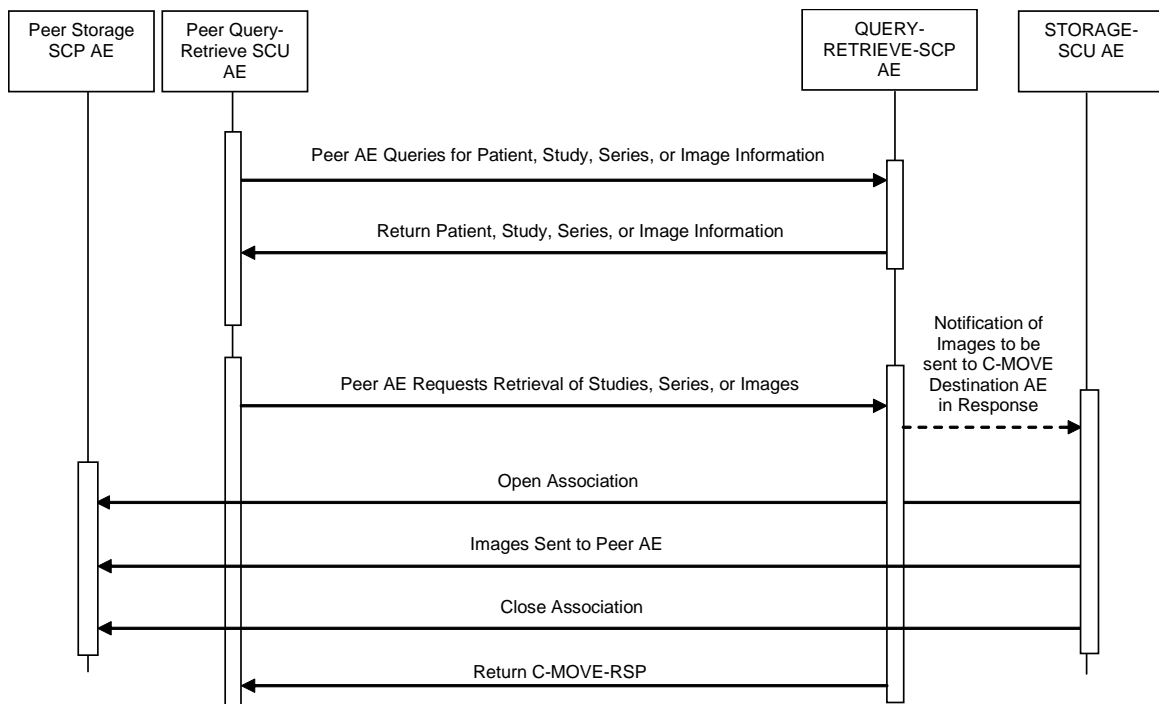 Peer Storage
SCP AE
Peer Query-
Retrieve SCU
AE
QUERY-
RETRIEVE-SCP
AE
STORAGE-
SCU AE
Peer AE Queries for Patient, Study, Series, or Image Information
Return Patient, Study, Series, or Image Information
Notification of
Images to be
sent to C-MOVE
Destination AE
in Response
Peer AE Requests Retrieval of Studies, Series, or Images
Open Association
Images Sent to Peer AE
Close Association
Return C-MOVE-RSP